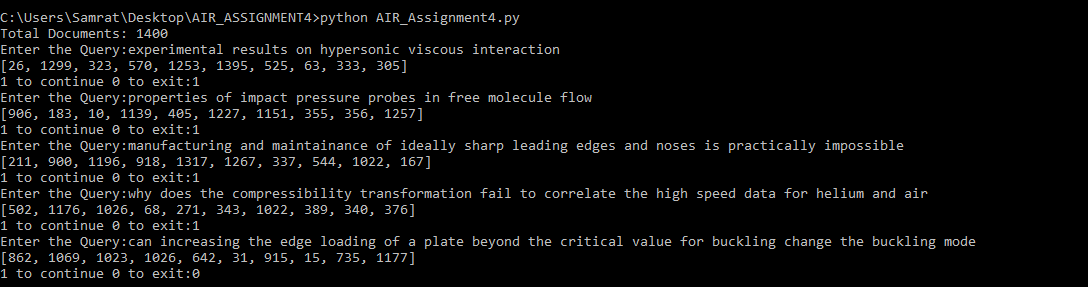 C:\Users\Samrat\Desktop\AIR_ASSIGNMENT4>python AIR_Assignment4.py
Total Documents: 1400
Enter the Query:experimental results on hypersonic viscous interaction
[26, 1299, 323, 570, 1253, 1395, 525, 63, 333, 305]
1 to continue 0 to exit:1
Enter the Query:properties of impact pressure probes in free molecule flow
[906, 183, 10, 1139, 405, 1227, 1151, 355, 356, 1257]
1 to continue 0 to exit:1
Enter the Query:manufacturing and maintainance of ideally sharp leading edges and noses is practically impossible
[211, 900, 1196, 918, 1317, 1267, 337, 544, 1022, 167]
1 to continue 0 to exit:1
Enter the Query:why does the compressibility transformation fail to correlate the high speed data for helium and air
[502, 1176, 1026, 68, 271, 343, 1022, 389, 340, 376]
1 to continue 0 to exit:1
Enter the Query:can increasing the edge loading of a plate beyond the critical value for buckling change the buckling mode
[862, 1069, 1023, 1026, 642, 31, 915, 15, 735, 1177]
1 to continue 0 to exit:0